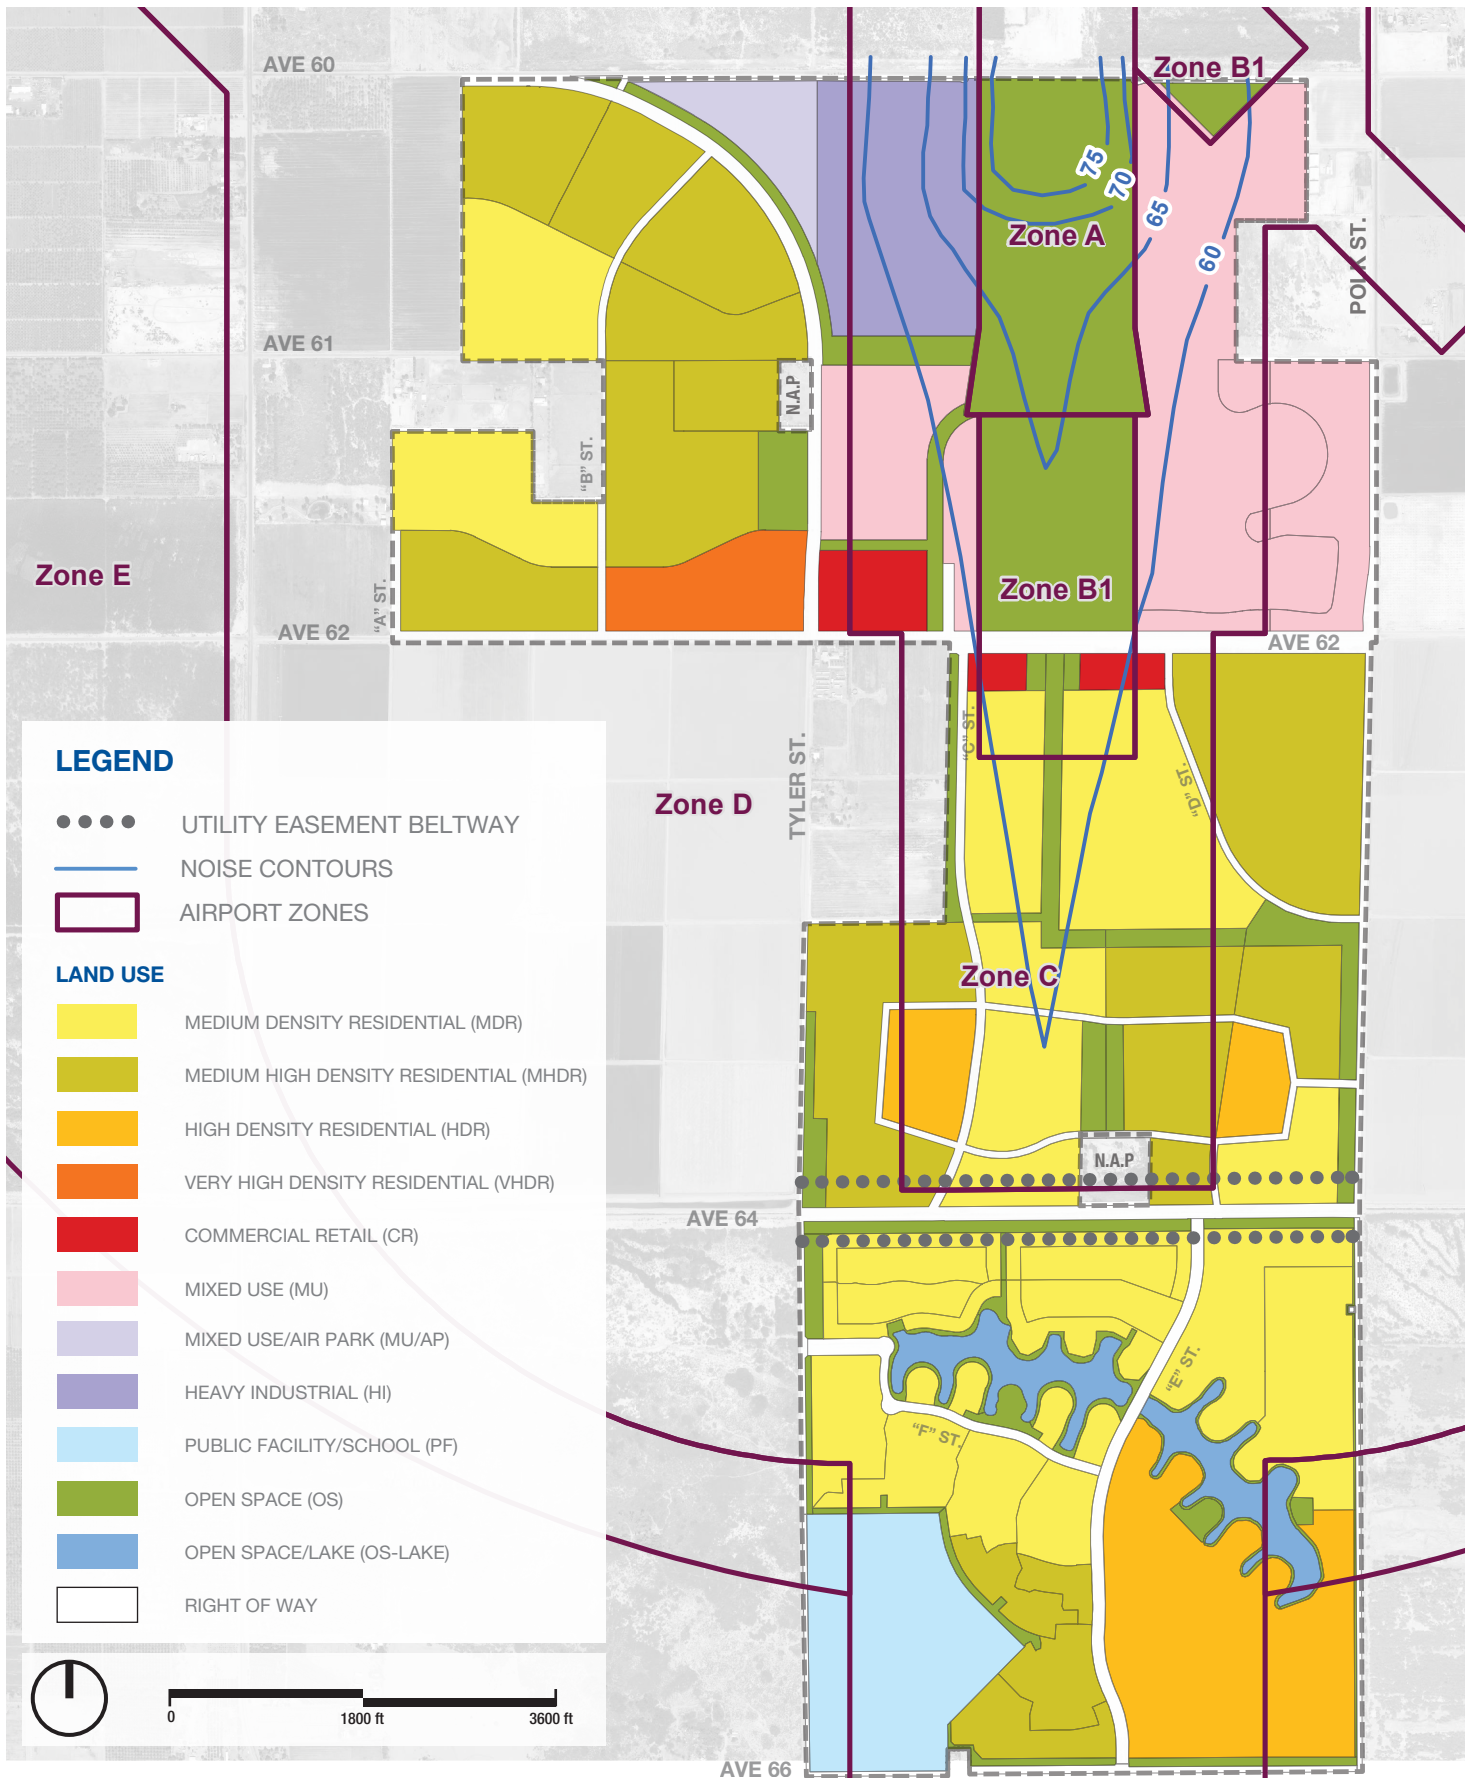 AVE 60
Zone B1
75
70
65
60
Zone A
POLK ST.
AVE 61
N.A.P
"B" ST.
Zone E
"A" ST.
Zone B1
AVE 62
AVE 62
"C" ST.
TYLER ST.
"D" ST.
Zone D
Zone C
N.A.P
AVE 64
"E" ST.
"F" ST.
AVE 66
LEGEND
UTILITY EASEMENT BELTWAY
NOISE CONTOURS
AIRPORT ZONES
LAND USE
MEDIUM DENSITY RESIDENTIAL (MDR)
MEDIUM HIGH DENSITY RESIDENTIAL (MHDR)
HIGH DENSITY RESIDENTIAL (HDR)
VERY HIGH DENSITY RESIDENTIAL (VHDR)
COMMERCIAL RETAIL (CR)
MIXED USE (MU)
MIXED USE/AIR PARK (MU/AP)
HEAVY INDUSTRIAL (HI)
PUBLIC FACILITY/SCHOOL (PF)
OPEN SPACE (OS)
OPEN SPACE/LAKE (OS-LAKE)
RIGHT OF WAY
0 1800 ft 3600 ft